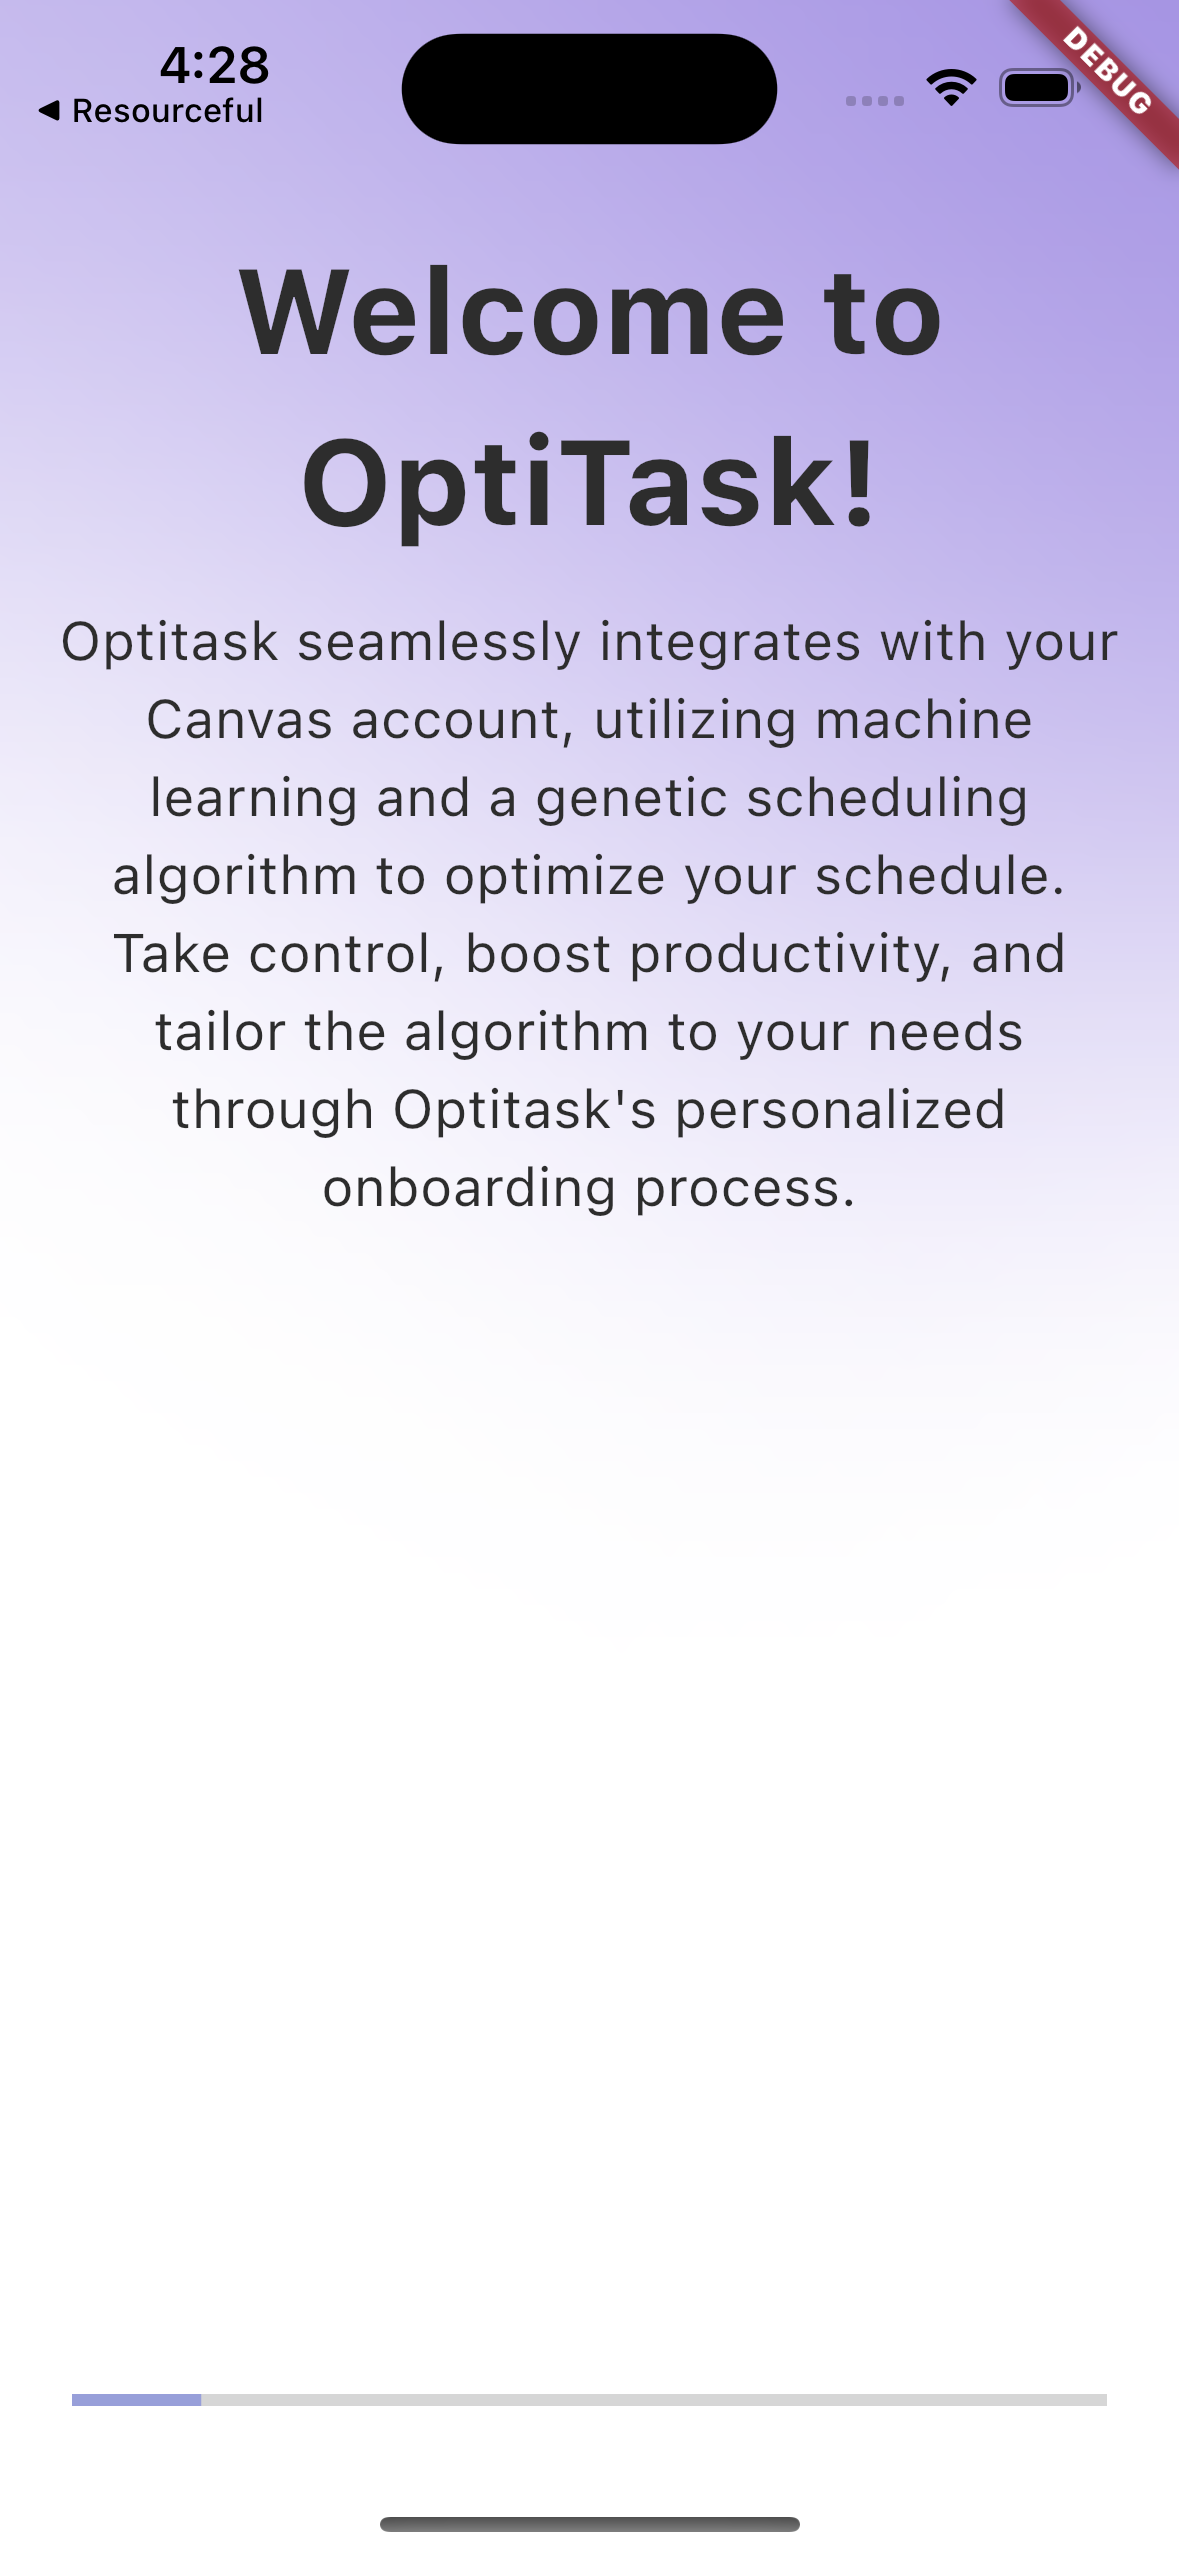 4:28
◀ Resourceful
DEBUG
Welcome to
OptiTask!
Optitask seamlessly integrates with your
Canvas account, utilizing machine
learning and a genetic scheduling
algorithm to optimize your schedule.
Take control, boost productivity, and
tailor the algorithm to your needs
through Optitask's personalized
onboarding process.